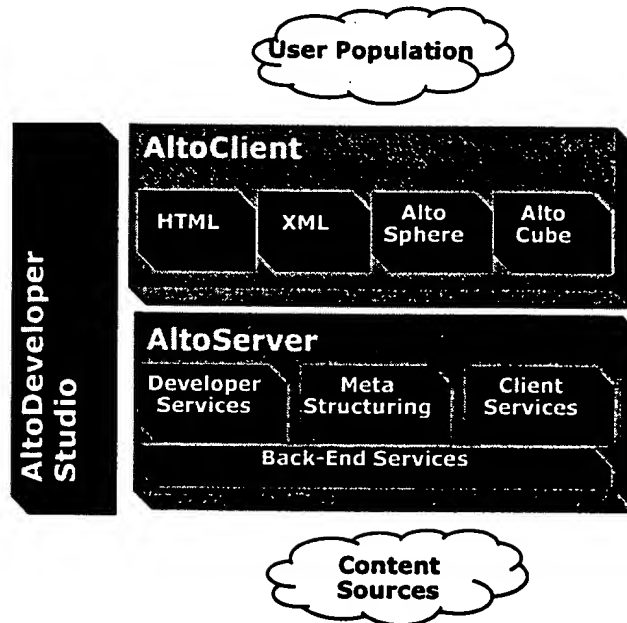 User Population
AltoDeveloper
Studio
AltoClient
HTML
XML
Alto
Sphere
Alto
Cube
AltoServer
Developer
Services
Meta
Structuring
Client
Services
Back-End Services
Content
Sources